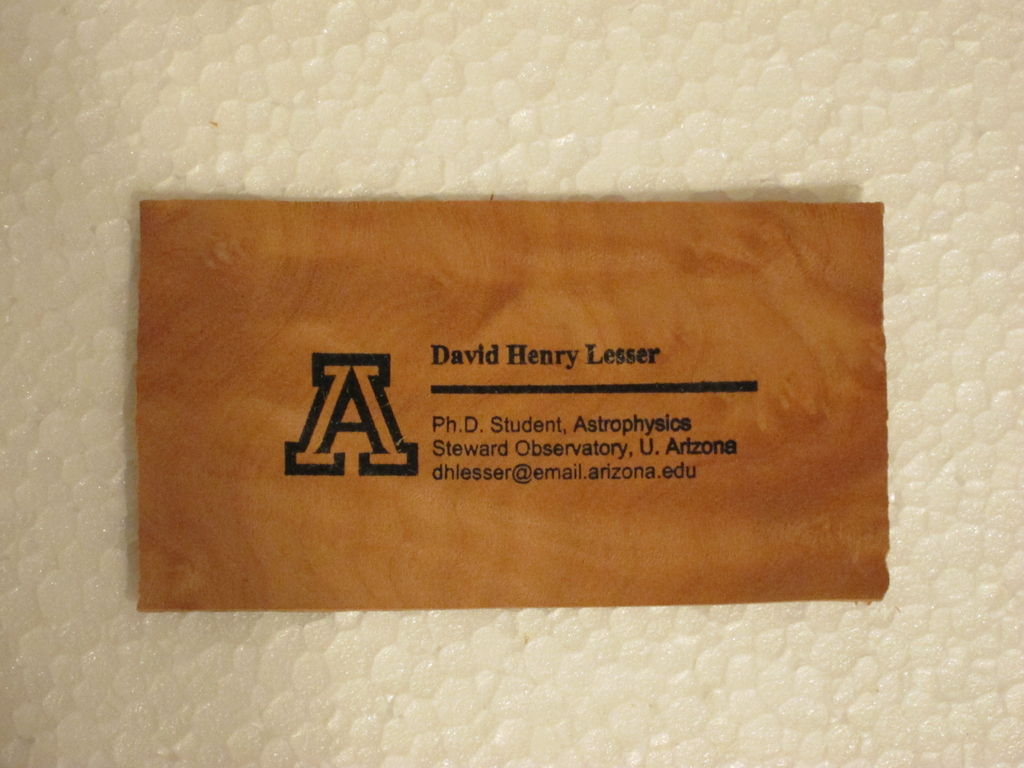 A
David Henry Lesser
Ph.D. Student, Astrophysics
Steward Observatory, U. Arizona
dhlesser@email.arizona.edu